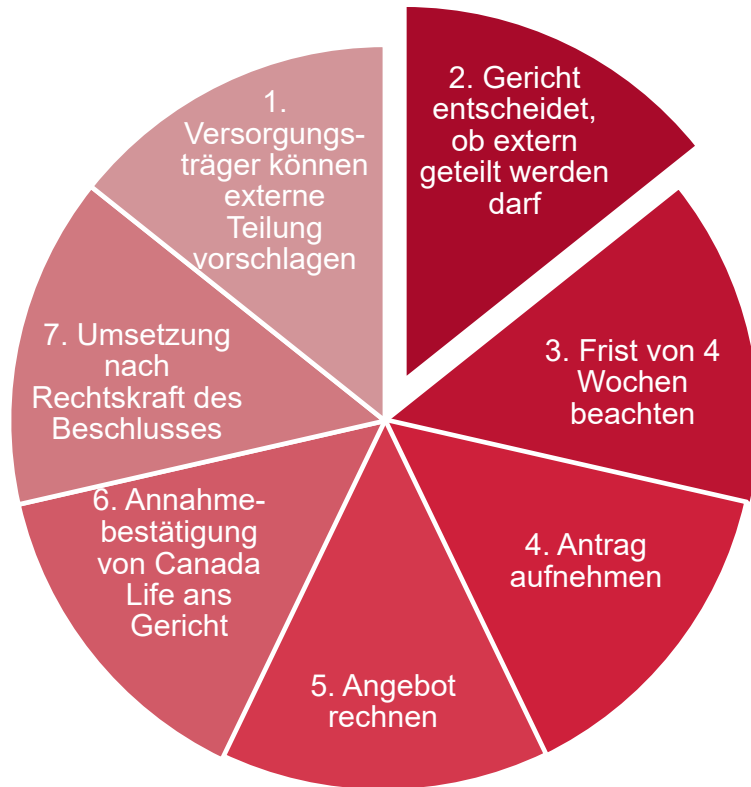 1.
Versorgungs-
träger können
externe
Teilung
vorschlagen
2. Gericht
entscheidet,
ob extern
geteilt werden
darf
3. Frist von 4
Wochen
beachten
4. Antrag
aufnehmen
5. Angebot
rechnen
6. Annahme-
bestätigung
von Canada
Life ans
Gericht
7. Umsetzung
nach
Rechtskraft des
Beschlusses